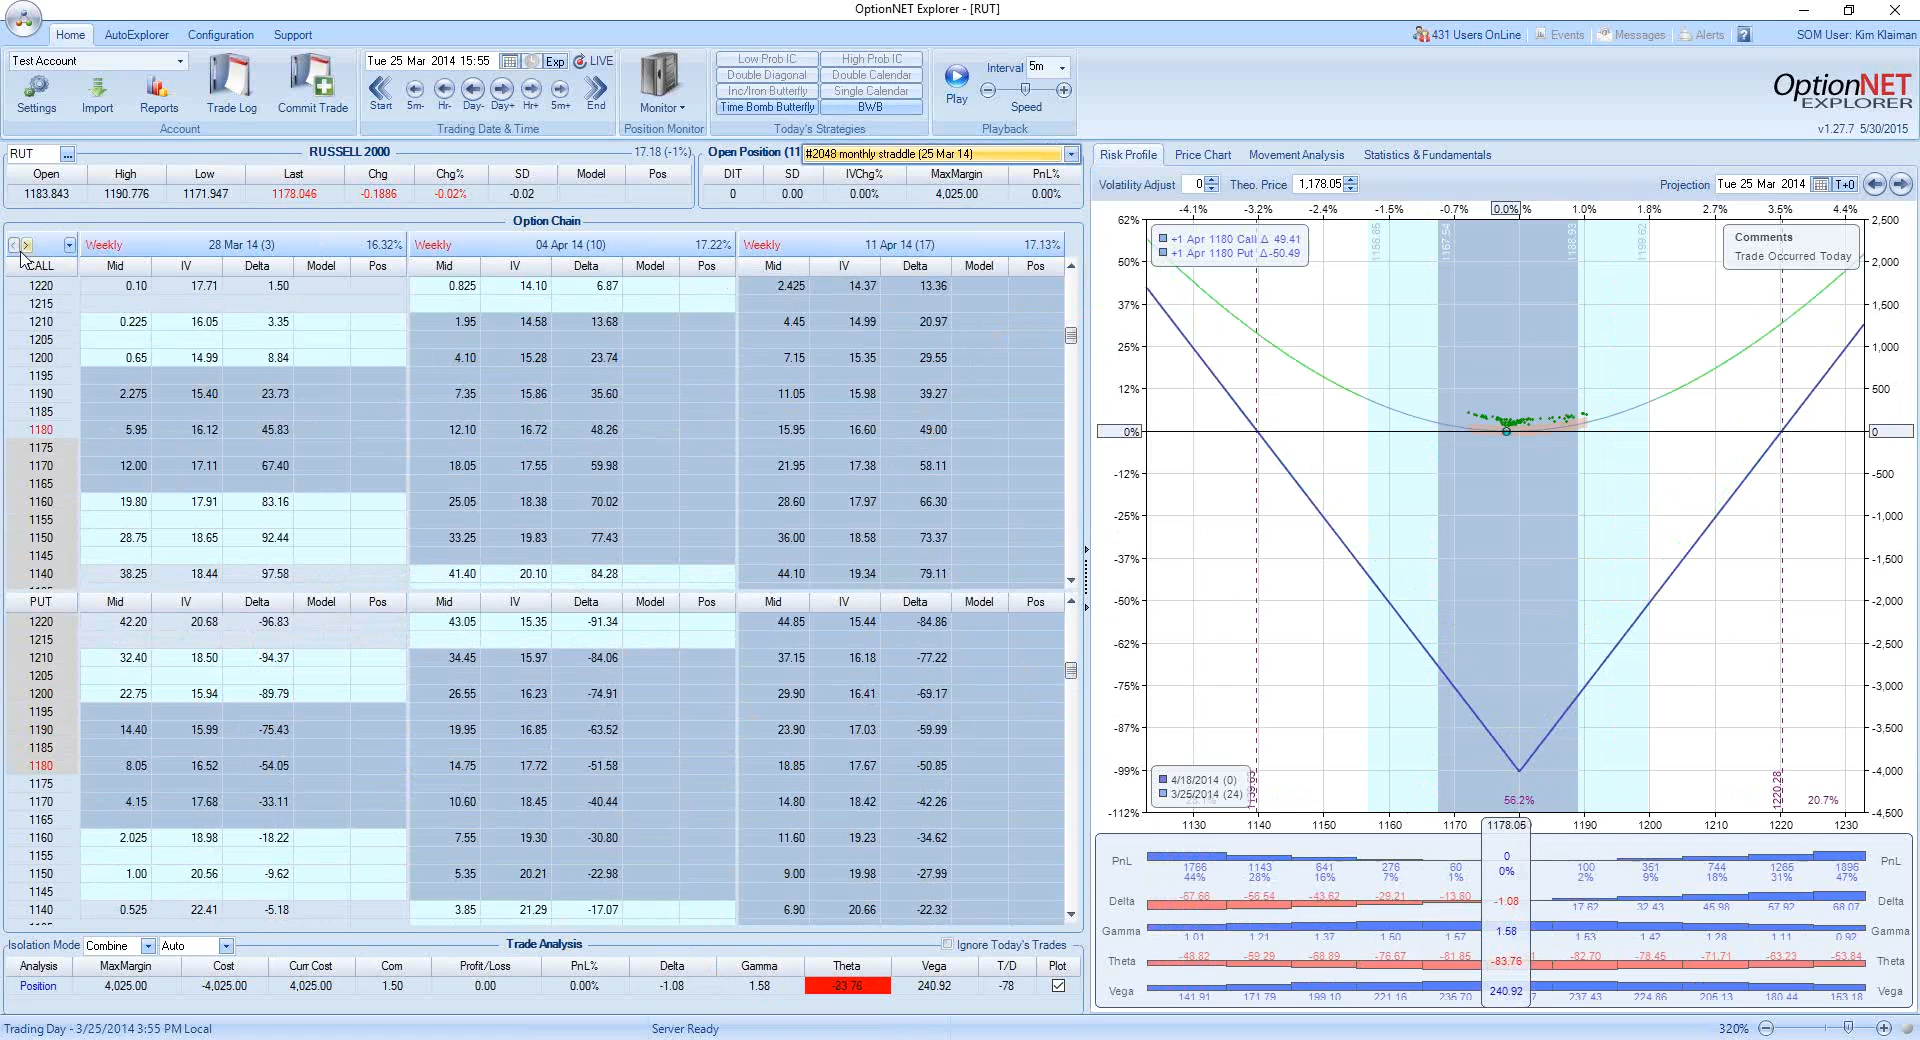 OptionNET Explorer - [RUT]
Home AutoExplorer Configuration Support
431 Users OnLine Events Messages Alerts ? SOM User: Kim Klaiman
Test Account
Settings Import Reports Trade Log Commit Trade
Account
Tue 25 Mar 2014 15:55 Exp LIVE
Start 5m- Hr- Day- Day+ Hr+ 5m+ End
Trading Date & Time
Monitor
Position Monitor
Low Prob IC High Prob IC
Double Diagonal Double Calendar
Inc/Iron Butterfly Single Calendar
Time Bomb Butterfly BWB
Today's Strategies
Play Interval 5m
Speed
Playback
OptionNET
EXPLORER
v1.27.7 5/30/2015
RUT ... RUSSELL 2000 17.18 (-1%)
Open High Low Last Chg Chg% SD Model Pos
1183.843 1190.776 1171.947 1178.046 -0.1886 -0.02% -0.02
Open Position (11 #2048 monthly straddle (25 Mar 14)
DIT SD IVChg% MaxMargin PnL%
0 0.00 0.00% 4,025.00 0.00%
Option Chain
Weekly 28 Mar 14 (3) 16.32% Weekly 04 Apr 14 (10) 17.22% Weekly 11 Apr 14 (17) 17.13%
CALL Mid IV Delta Model Pos Mid IV Delta Model Pos Mid IV Delta Model Pos
1220 0.10 17.71 1.50 0.825 14.10 6.87 2.425 14.37 13.36
1215
1210 0.225 16.05 3.35 1.95 14.58 13.68 4.45 14.99 20.97
1205
1200 0.65 14.99 8.84 4.10 15.28 23.74 7.15 15.35 29.55
1195
1190 2.275 15.40 23.73 7.35 15.86 35.60 11.05 15.98 39.27
1185
1180 5.95 16.12 45.83 12.10 16.72 48.26 15.95 16.60 49.00
1175
1170 12.00 17.11 67.40 18.05 17.55 59.98 21.95 17.38 58.11
1165
1160 19.80 17.91 83.16 25.05 18.38 70.02 28.60 17.97 66.30
1155
1150 28.75 18.65 92.44 33.25 19.83 77.43 36.00 18.58 73.37
1145
1140 38.25 18.44 97.58 41.40 20.10 84.28 44.10 19.34 79.11
PUT Mid IV Delta Model Pos Mid IV Delta Model Pos Mid IV Delta Model Pos
1220 42.20 20.68 -96.83 43.05 15.35 -91.34 44.85 15.44 -84.86
1215
1210 32.40 18.50 -94.37 34.45 15.97 -84.06 37.15 16.18 -77.22
1205
1200 22.75 15.94 -89.79 26.55 16.23 -74.91 29.90 16.41 -69.17
1195
1190 14.40 15.99 -75.43 19.95 16.85 -63.52 23.90 17.03 -59.99
1185
1180 8.05 16.52 -54.05 14.75 17.72 -51.58 18.85 17.67 -50.85
1175
1170 4.15 17.68 -33.11 10.60 18.45 -40.44 14.80 18.42 -42.26
1165
1160 2.025 18.98 -18.22 7.55 19.30 -30.80 11.60 19.23 -34.62
1155
1150 1.00 20.56 -9.62 5.35 20.21 -22.98 9.00 19.98 -27.99
1145
1140 0.525 22.41 -5.18 3.85 21.29 -17.07 6.90 20.66 -22.32
Isolation Mode Combine Auto Trade Analysis Ignore Today's Trades
Analysis MaxMargin Cost Curr Cost Com Profit/Loss PnL% Delta Gamma Theta Vega T/D Plot
Position 4,025.00 -4,025.00 4,025.00 1.50 0.00 0.00% -1.08 1.58 -83.76 240.92 -78
Risk Profile Price Chart Movement Analysis Statistics & Fundamentals
Volatility Adjust 0 Theo. Price 1,178.05 Projection Tue 25 Mar 2014 T+0
-4.1% -3.2% -2.4% -1.5% -0.7% 0.0% % 1.0% 1.8% 2.7% 3.5% 4.4%
62% 2,500
50% 2,000
37% 1,500
25% 1,000
12% 500
0% 0
-12% -500
-25% -1,000
-37% -1,500
-50% -2,000
-62% -2,500
-75% -3,000
-87% -3,500
-99% -4,000
-112% -4,500
+1 Apr 1180 Call Δ 49.41
+1 Apr 1180 Put Δ-50.49
1156.85 1167.54 1188.93 1199.62
Comments
Trade Occurred Today
4/18/2014 (0)
3/25/2014 (24)
1139.63 1220.28
56.2% 20.7%
1130 1140 1150 1160 1170 1178.05 1190 1200 1210 1220 1230
PnL 1766 1143 641 276 60 0 100 351 744 1265 1896 PnL
44% 28% 16% 7% 1% 0% 2% 9% 18% 31% 47%
Delta -67.68 -56.54 -43.62 -29.21 -13.80 -1.08 17.62 32.43 45.98 57.92 68.07 Delta
Gamma 1.01 1.21 1.37 1.50 1.57 1.58 1.53 1.42 1.28 1.11 0.92 Gamma
Theta -48.82 -59.29 -68.89 -76.67 -81.85 -83.76 -82.70 -78.45 -71.71 -63.23 -53.84 Theta
Vega 141.91 171.79 199.10 221.16 235.70 240.92 237.43 224.86 205.13 180.44 153.18 Vega
Trading Day - 3/25/2014 3:55 PM Local Server Ready 320%